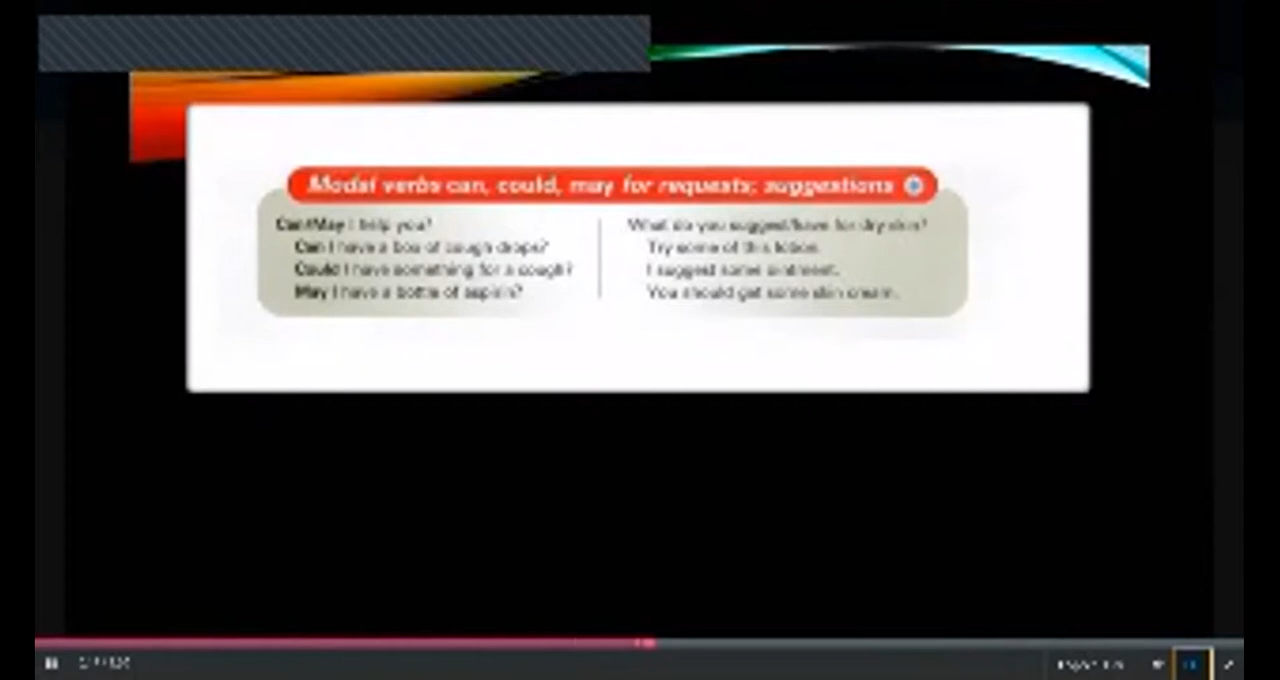 Modal verbs can, could, may for requests; suggestions
Can/May I help you?
Can I have a box of cough drops?
Could I have something for a cough?
May I have a bottle of aspirin?
What do you suggest/have for dry skin?
Try some of this lotion.
I suggest some ointment.
You should get some skin cream.